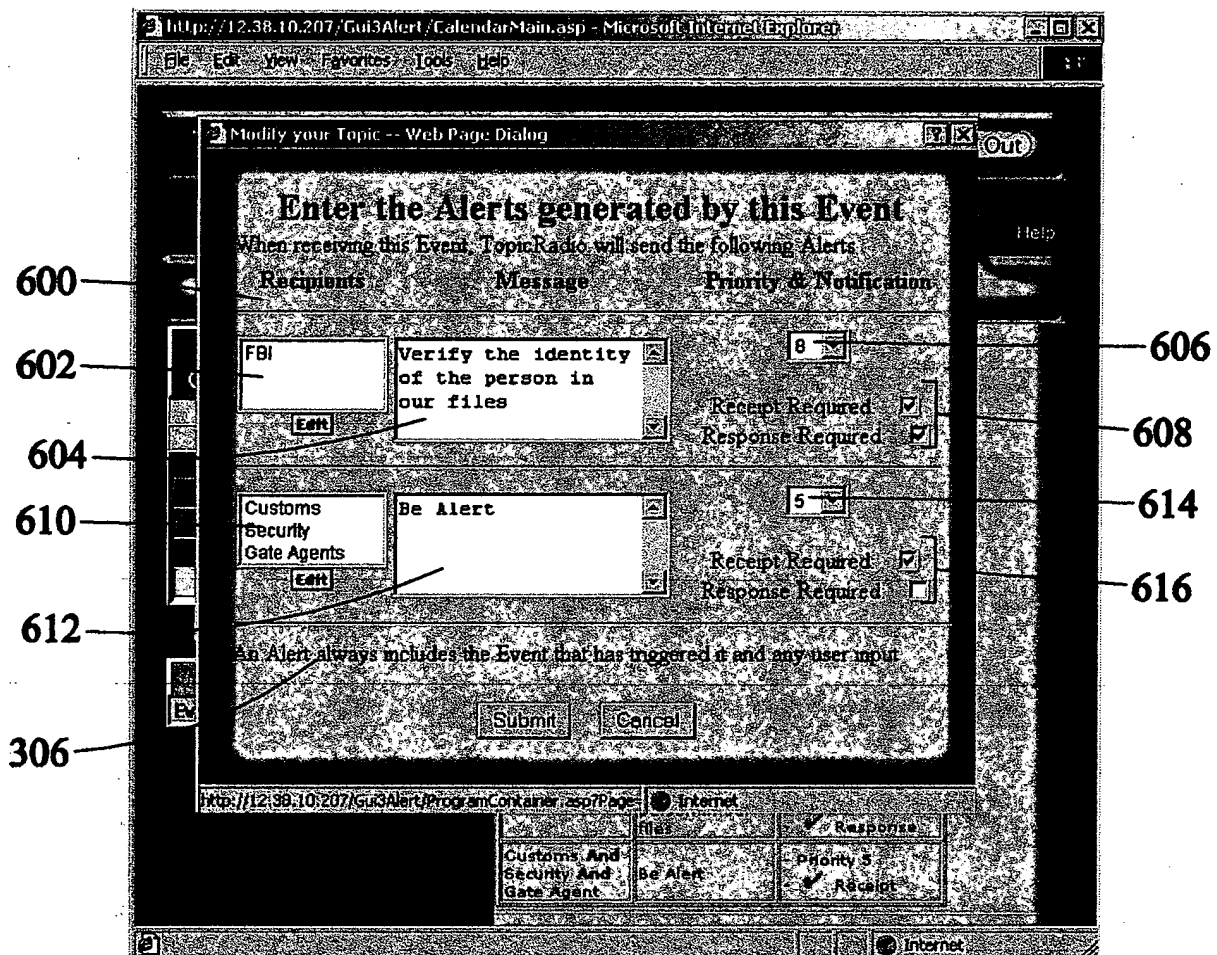 http://12.38.10.207/Gui3Alert/CalendarMain.asp - Microsoft Internet Explorer
File Edit View Favorites Tools Help
Modify your Topic -- Web Page Dialog
Out
Help
Enter the Alerts generated by this Event
When receiving this Event, TopicRadio will send the following Alerts
Recipients Message Priority & Notification
600
FBI
Edit
Verify the identity
of the person in
our files
8
Receipt Required
Response Required
602
604
606
608
Customs
Security
Gate Agents
Edit
Be Alert
5
Receipt Required
Response Required
610
612
614
616
An Alert always includes the Event that has triggered it and any user input
Submit Cancel
306
http://12.38.10.207/Gui3Alert/ProgramContainer.asp?Page Internet
files
Response
Customs And
Security And
Gate Agent
Be Alert
- Priority 5
Receipt
Internet